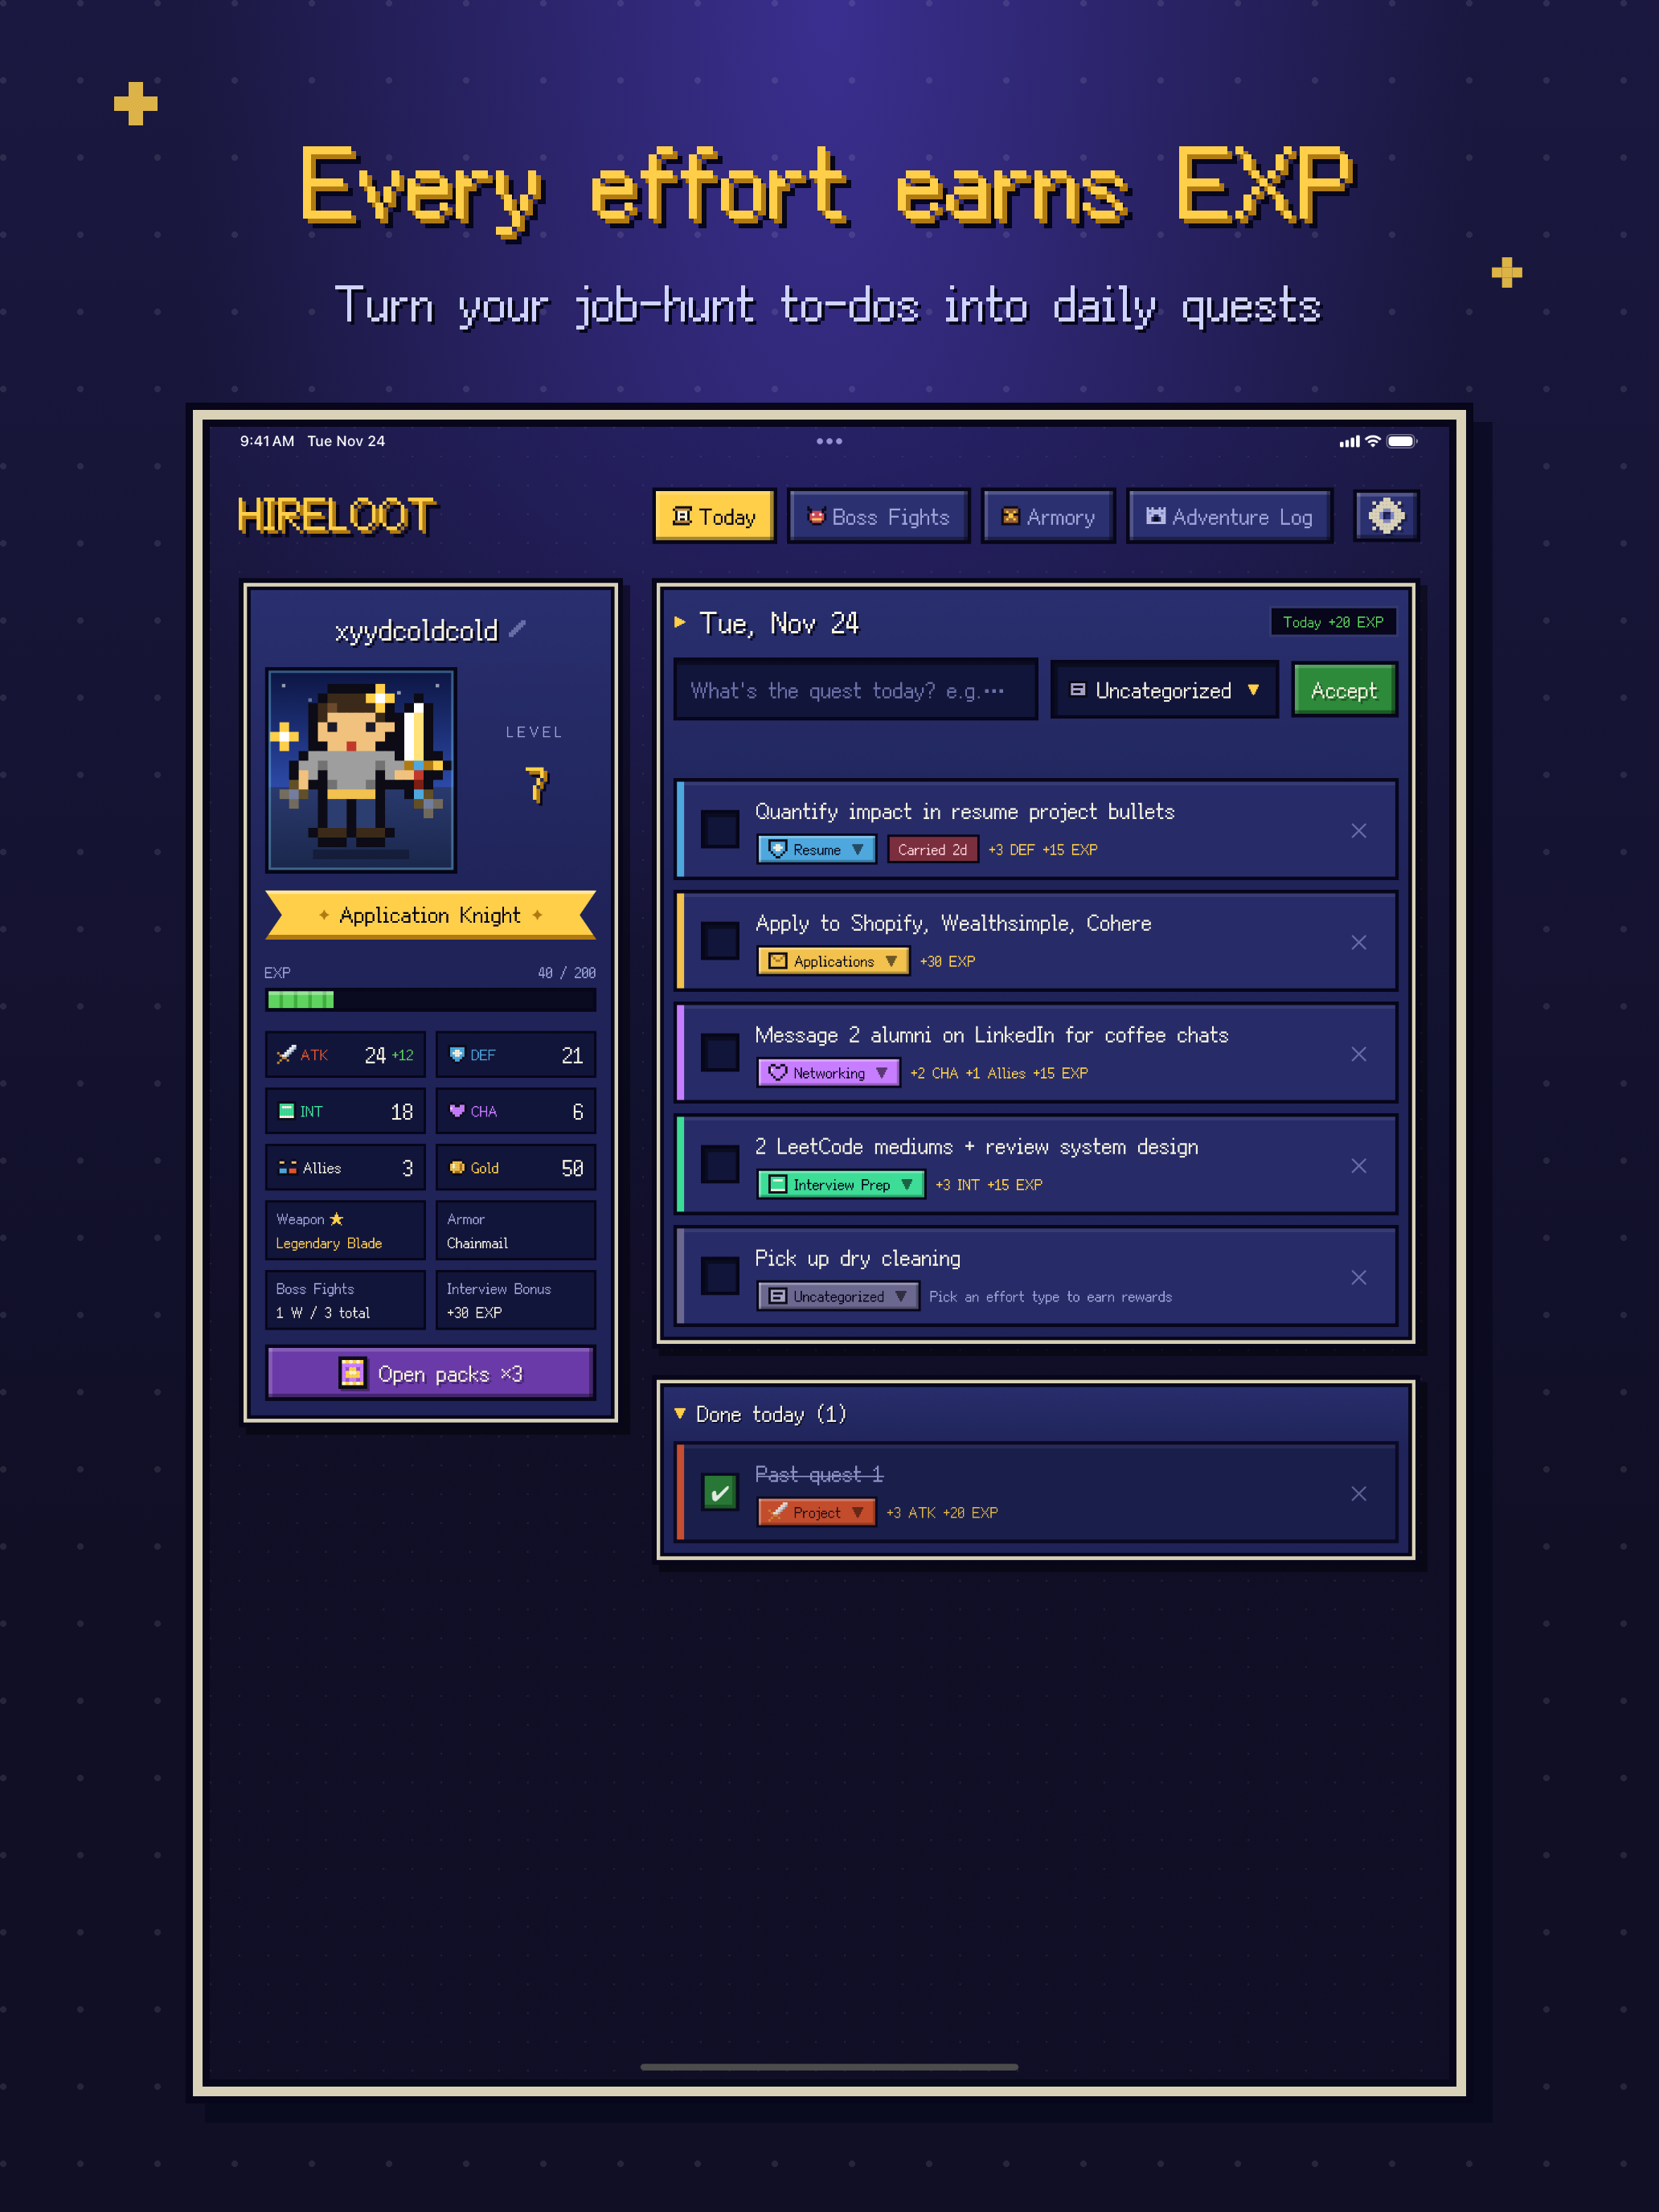 Every effort earns EXP
Turn your job-hunt to-dos into daily quests
9:41 AM Tue Nov 24
HIRELOOT
Today
Boss Fights
Armory
Adventure Log
xyydcoldcold
LEVEL
7
Application Knight
EXP 40 / 200
ATK 24 +12
DEF 21
INT 18
CHA 6
Allies 3
Gold 50
Weapon
Legendary Blade
Armor
Chainmail
Boss Fights
1 W / 3 total
Interview Bonus
+30 EXP
Open packs ×3
Tue, Nov 24
Today +20 EXP
What's the quest today? e.g.…
Uncategorized
Accept
Quantify impact in resume project bullets
Resume Carried 2d +3 DEF +15 EXP
Apply to Shopify, Wealthsimple, Cohere
Applications +30 EXP
Message 2 alumni on LinkedIn for coffee chats
Networking +2 CHA +1 Allies +15 EXP
2 LeetCode mediums + review system design
Interview Prep +3 INT +15 EXP
Pick up dry cleaning
Uncategorized Pick an effort type to earn rewards
Done today (1)
Past quest 1
Project +3 ATK +20 EXP